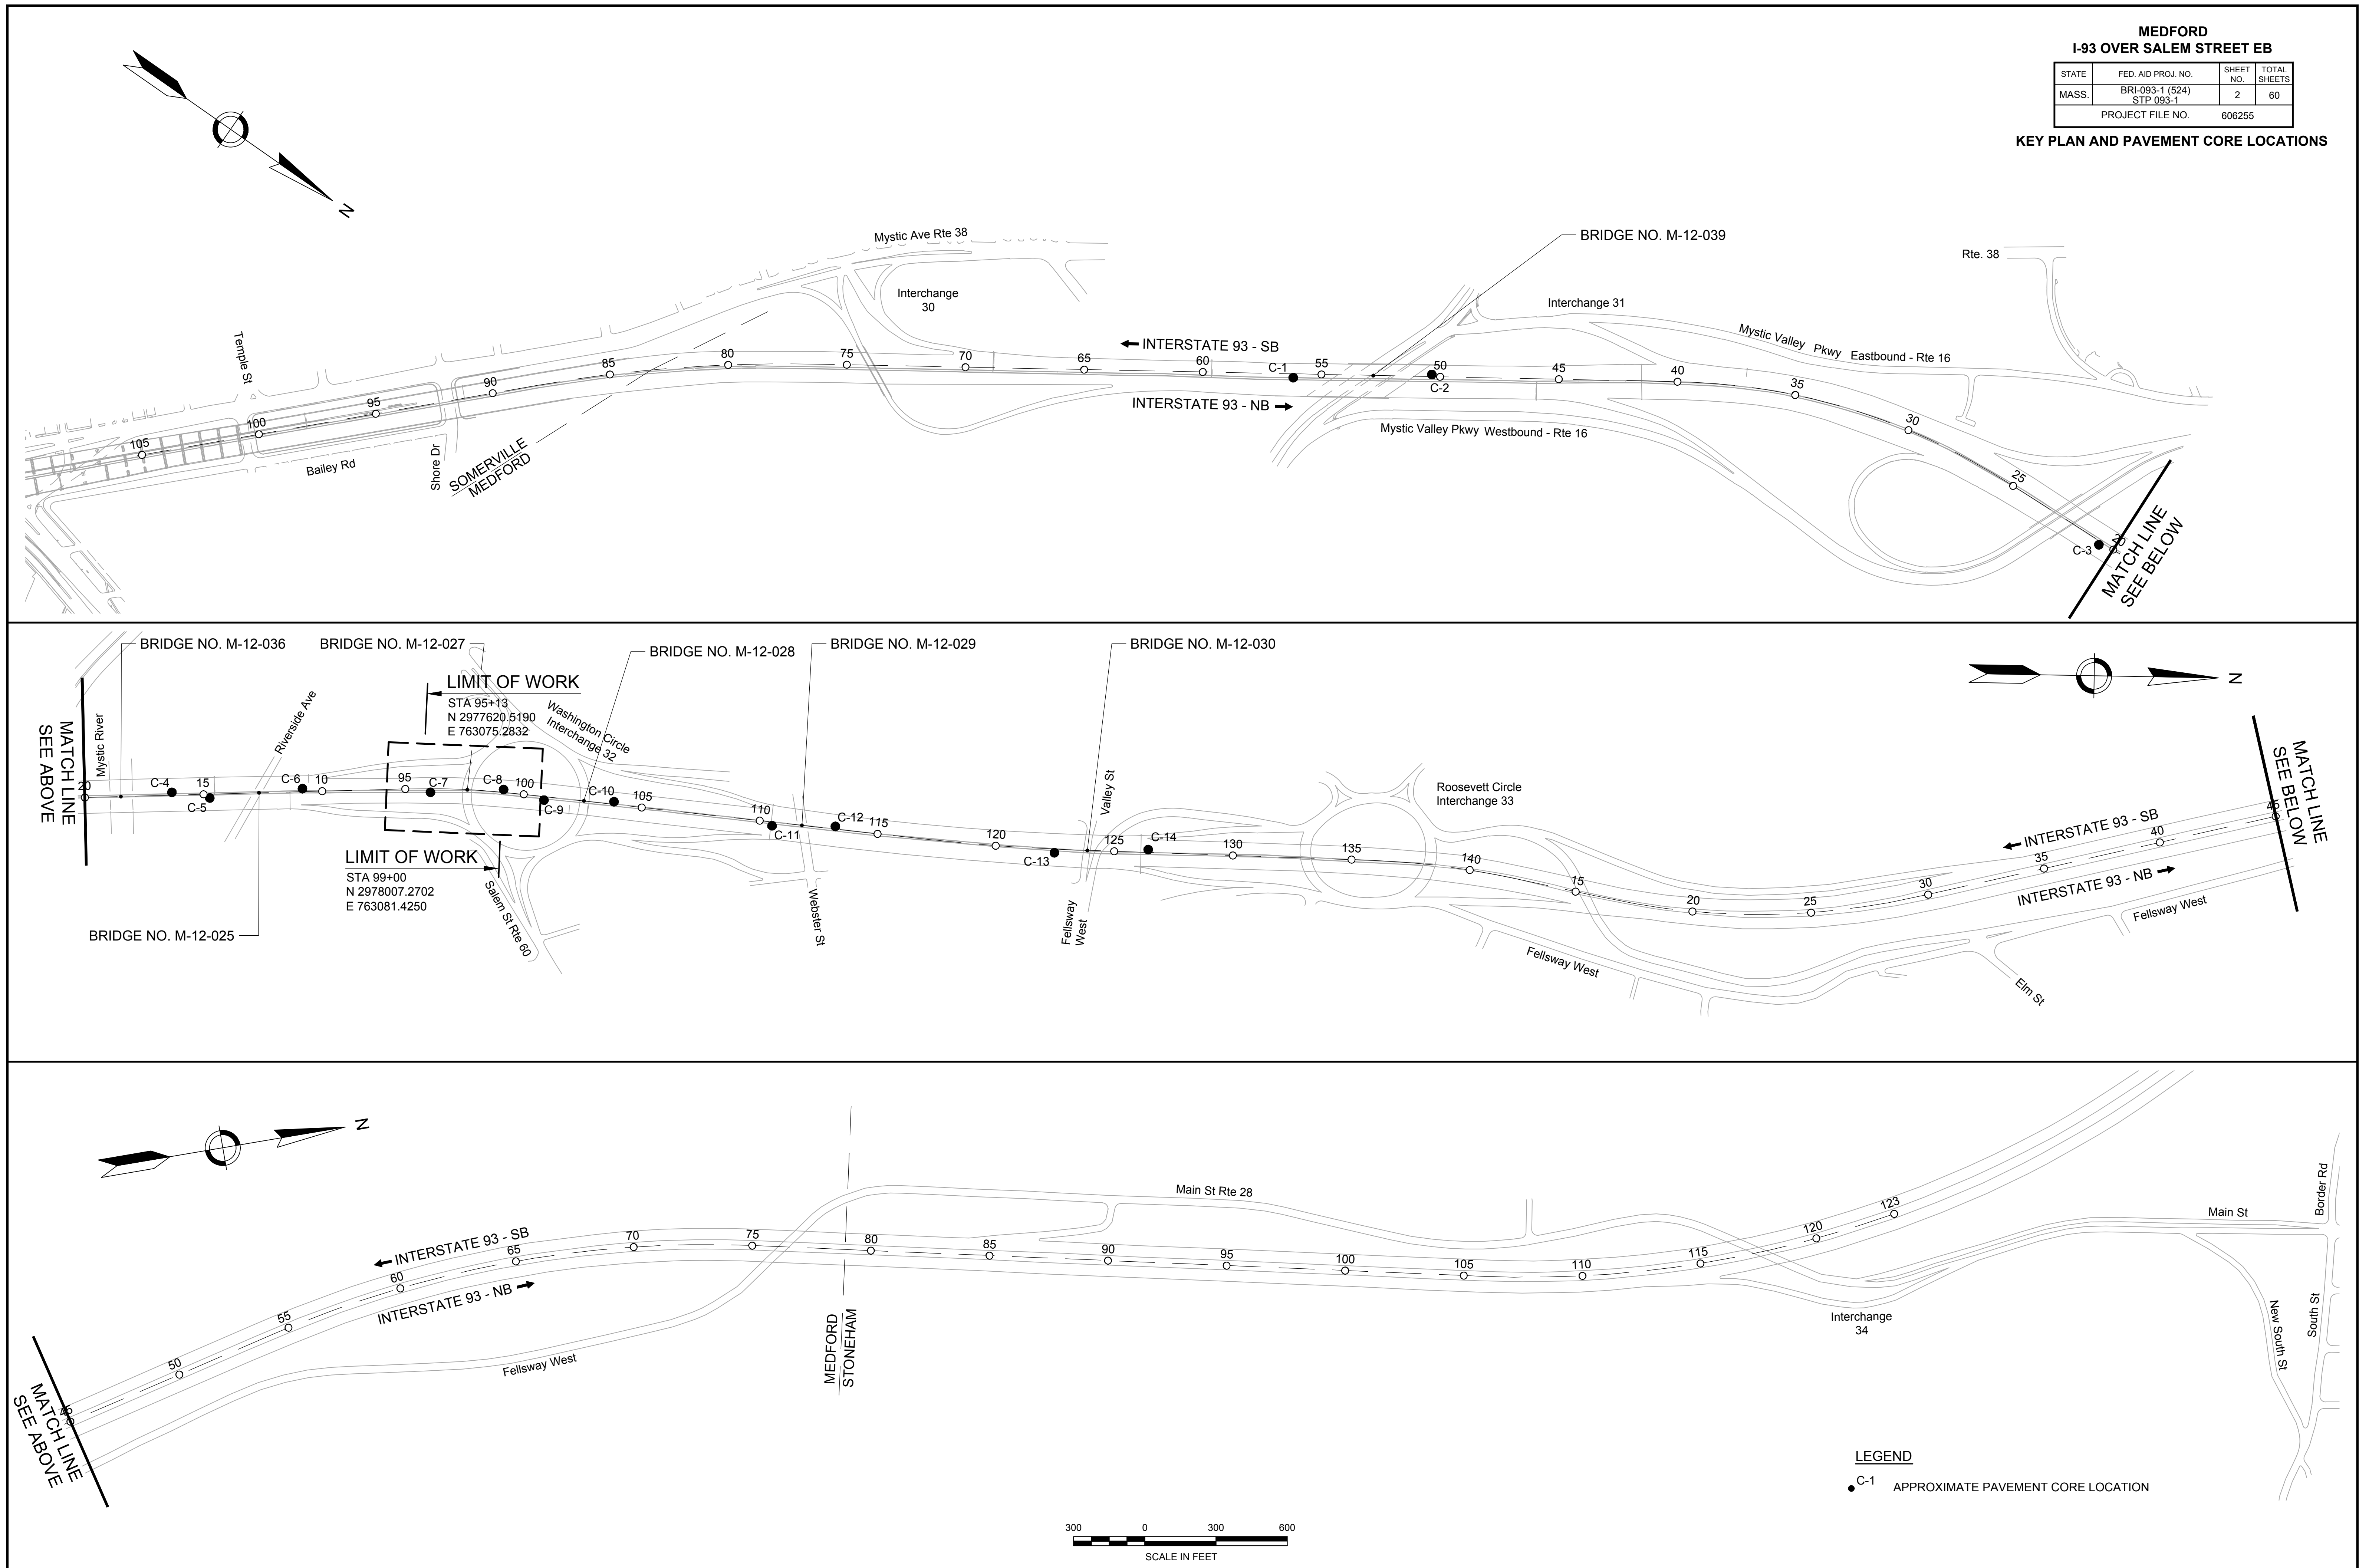 MEDFORD
I-93 OVER SALEM STREET EB
STATE FED. AID PROJ. NO. SHEET NO. TOTAL SHEETS
MASS. BRI-093-1 (524) STP 093-1 2 60
PROJECT FILE NO. 606255
KEY PLAN AND PAVEMENT CORE LOCATIONS
N
Mystic Ave Rte 38
BRIDGE NO. M-12-039
Rte. 38
Interchange
30
Interchange 31
Mystic Valley Pkwy Eastbound - Rte 16
Temple St
INTERSTATE 93 - SB
105
100
95
90
85
80
75
70
65
60
C-1
55
50
C-2
45
40
35
30
25
20
C-3
INTERSTATE 93 - NB
Mystic Valley Pkwy Westbound - Rte 16
Bailey Rd
Shore Dr
SOMERVILLE
MEDFORD
MATCH LINE
SEE BELOW
BRIDGE NO. M-12-036
BRIDGE NO. M-12-027
BRIDGE NO. M-12-028
BRIDGE NO. M-12-029
BRIDGE NO. M-12-030
N
LIMIT OF WORK
STA 95+13
N 2977620.5190
E 763075.2832
Washington Circle
Interchange 32
MATCH LINE
SEE ABOVE
Mystic River
Riverside Ave
20
C-4
15
C-5
C-6
10
95
C-7
C-8
100
C-9
C-10
105
110
C-11
C-12
115
120
C-13
125
C-14
130
135
140
15
20
25
30
35
40
45
Valley St
Roosevett Circle
Interchange 33
INTERSTATE 93 - SB
INTERSTATE 93 - NB
MATCH LINE
SEE BELOW
LIMIT OF WORK
STA 99+00
N 2978007.2702
E 763081.4250
Salem St Rte 60
Webster St
Fellsway
West
Fellsway West
Fellsway West
Elm St
BRIDGE NO. M-12-025
N
Main St Rte 28
Main St
Border Rd
INTERSTATE 93 - SB
INTERSTATE 93 - NB
45
50
55
60
65
70
75
80
85
90
95
100
105
110
115
120
123
Fellsway West
MEDFORD
STONEHAM
Interchange
34
New South St
South St
MATCH LINE
SEE ABOVE
LEGEND
C-1 APPROXIMATE PAVEMENT CORE LOCATION
300 0 300 600
SCALE IN FEET